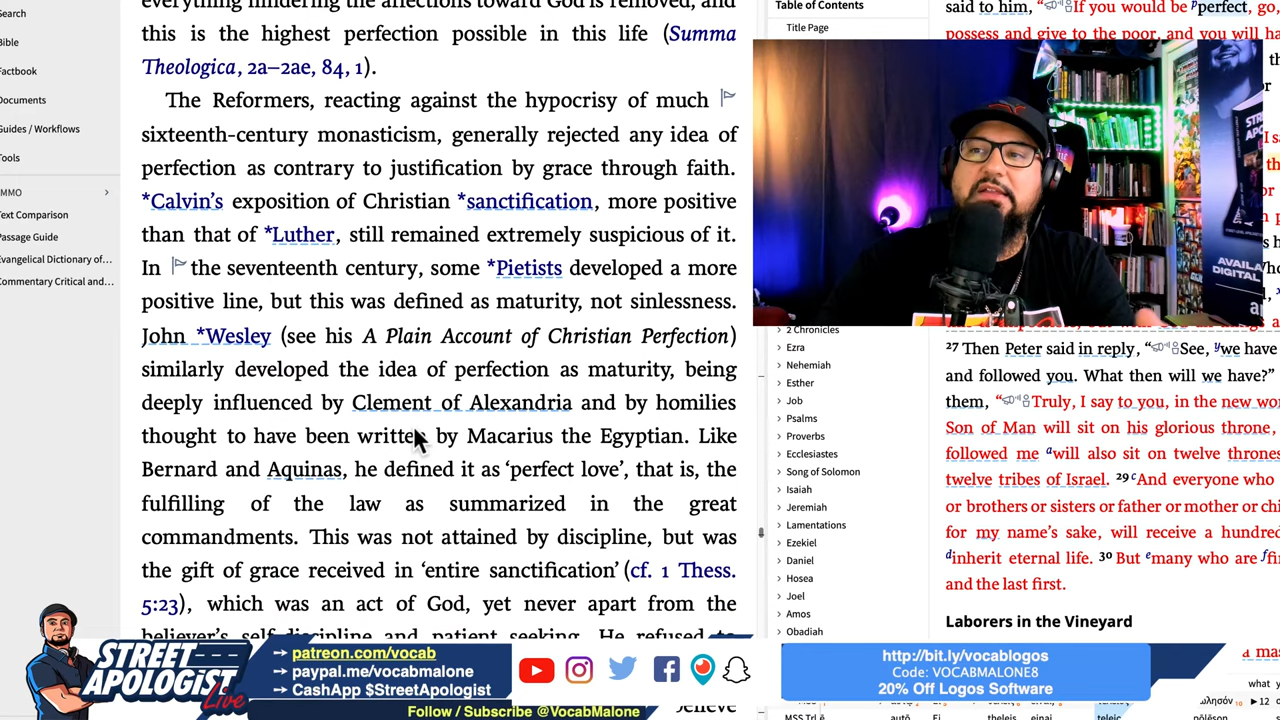 Search
Bible
Factbook
Documents
Guides / Workflows
Tools
Text Comparison
Passage Guide
Evangelical Dictionary of...
Commentary Critical and...
everything hindering the affections toward God is removed, and
this is the highest perfection possible in this life (Summa
Theologica, 2a–2ae, 84, 1).
The Reformers, reacting against the hypocrisy of much
sixteenth-century monasticism, generally rejected any idea of
perfection as contrary to justification by grace through faith.
*Calvin's exposition of Christian *sanctification, more positive
than that of *Luther, still remained extremely suspicious of it.
In the seventeenth century, some *Pietists developed a more
positive line, but this was defined as maturity, not sinlessness.
John *Wesley (see his A Plain Account of Christian Perfection)
similarly developed the idea of perfection as maturity, being
deeply influenced by Clement of Alexandria and by homilies
thought to have been written by Macarius the Egyptian. Like
Bernard and Aquinas, he defined it as 'perfect love', that is, the
fulfilling of the law as summarized in the great
commandments. This was not attained by discipline, but was
the gift of grace received in 'entire sanctification' (cf. 1 Thess.
5:23), which was an act of God, yet never apart from the
believer's self-discipline and patient seeking. He refused to
Table of Contents
Title Page
2 Chronicles
Ezra
Nehemiah
Esther
Job
Psalms
Proverbs
Ecclesiastes
Song of Solomon
Isaiah
Jeremiah
Lamentations
Ezekiel
Daniel
Hosea
Joel
Amos
Obadiah
said to him, “If you would be p perfect, go,
possess and give to the poor, and you will ha
27 Then Peter said in reply, “See, y we have
and followed you. What then will we have?”
them, “Truly, I say to you, in the new wor
Son of Man will sit on his glorious throne,
followed me a will also sit on twelve thrones
twelve tribes of Israel. 29 c And everyone who
or brothers or sisters or father or mother or chi
for my name's sake, will receive a hundred
d inherit eternal life. 30 But e many who are f fir
and the last first.
Laborers in the Vineyard
AVAILA
DIGITAL
STREET
APOLOGIST
Live
→ patreon.com/vocab
→ paypal.me/vocabmalone
→ CashApp $StreetApologist
Follow / Subscribe @VocabMalone
http://bit.ly/vocablogos
Code: VOCABMALONE8
20% Off Logos Software